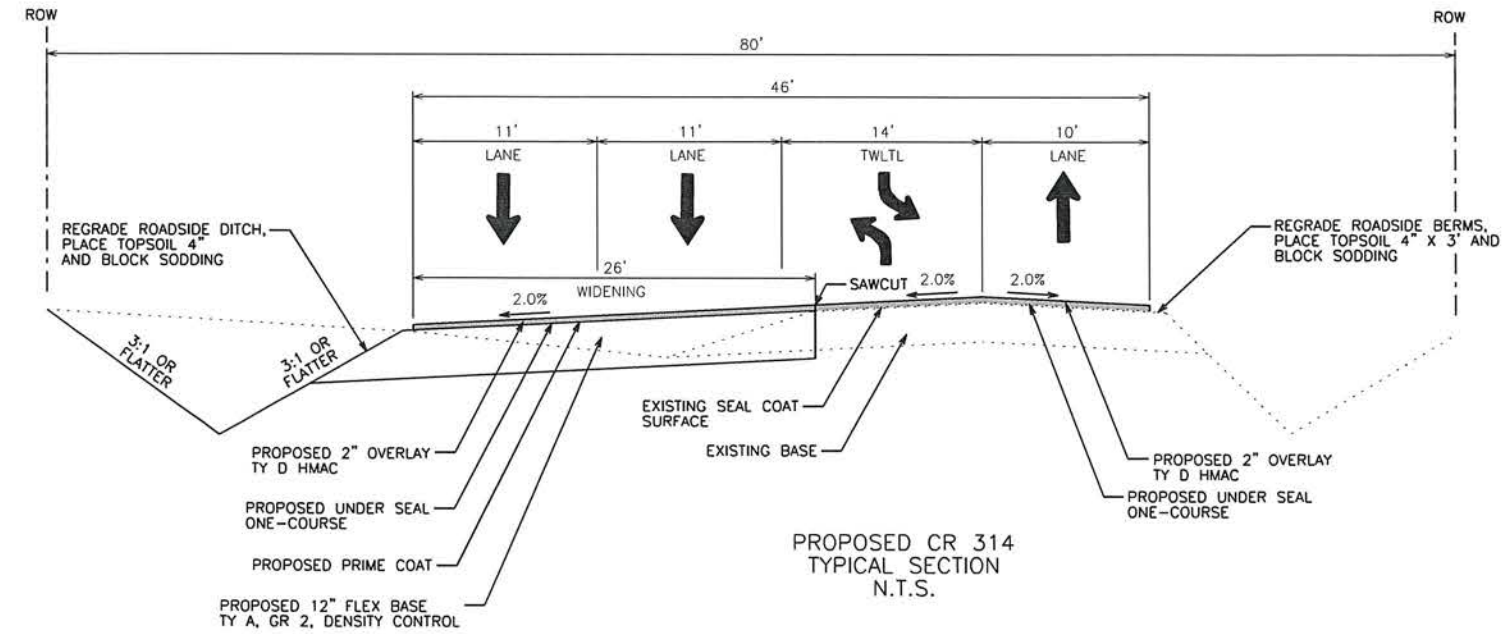 ROW
ROW
80'
46'
11'
11'
14'
10'
LANE
LANE
TWLTL
LANE
REGRADE ROADSIDE DITCH,
PLACE TOPSOIL 4"
AND BLOCK SODDING
REGRADE ROADSIDE BERMS,
PLACE TOPSOIL 4" X 3' AND
BLOCK SODDING
26'
WIDENING
SAWCUT
2.0%
2.0%
2.0%
3:1 OR
FLATTER
3:1 OR
FLATTER
EXISTING SEAL COAT
SURFACE
EXISTING BASE
PROPOSED 2" OVERLAY
TY D HMAC
PROPOSED 2" OVERLAY
TY D HMAC
PROPOSED UNDER SEAL
ONE-COURSE
PROPOSED UNDER SEAL
ONE-COURSE
PROPOSED PRIME COAT
PROPOSED 12" FLEX BASE
TY A, GR 2, DENSITY CONTROL
PROPOSED CR 314
TYPICAL SECTION
N.T.S.